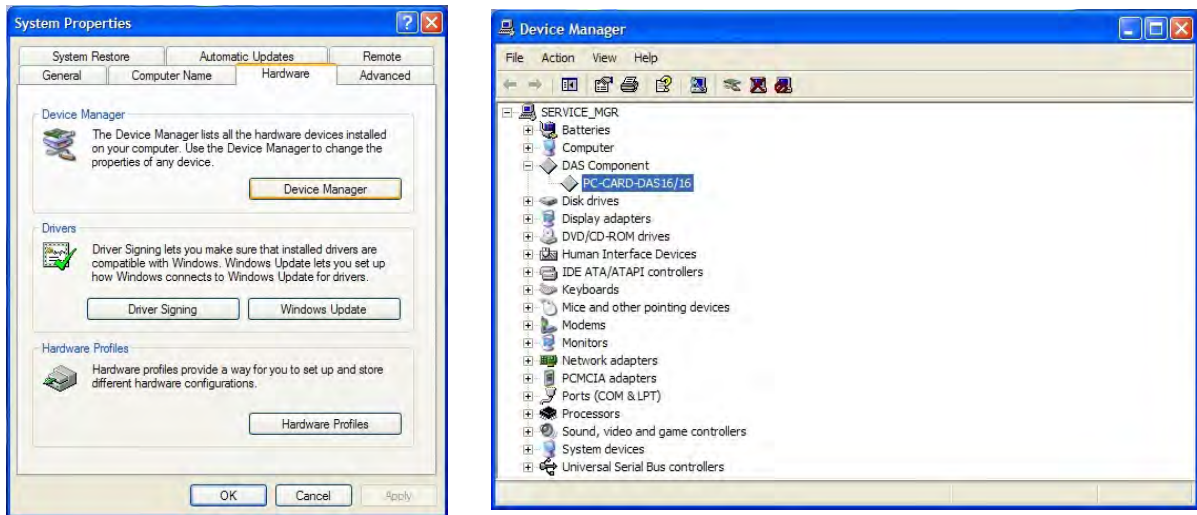 System Properties
System Restore Automatic Updates Remote
General Computer Name Hardware Advanced
Device Manager
The Device Manager lists all the hardware devices installed
on your computer. Use the Device Manager to change the
properties of any device.
Device Manager
Drivers
Driver Signing lets you make sure that installed drivers are
compatible with Windows. Windows Update lets you set up
how Windows connects to Windows Update for drivers.
Driver Signing Windows Update
Hardware Profiles
Hardware profiles provide a way for you to set up and store
different hardware configurations.
Hardware Profiles
OK Cancel Apply
Device Manager
File Action View Help
SERVICE_MGR
Batteries
Computer
DAS Component
PC-CARD-DAS16/16
Disk drives
Display adapters
DVD/CD-ROM drives
Human Interface Devices
IDE ATA/ATAPI controllers
Keyboards
Mice and other pointing devices
Modems
Monitors
Network adapters
PCMCIA adapters
Ports (COM & LPT)
Processors
Sound, video and game controllers
System devices
Universal Serial Bus controllers